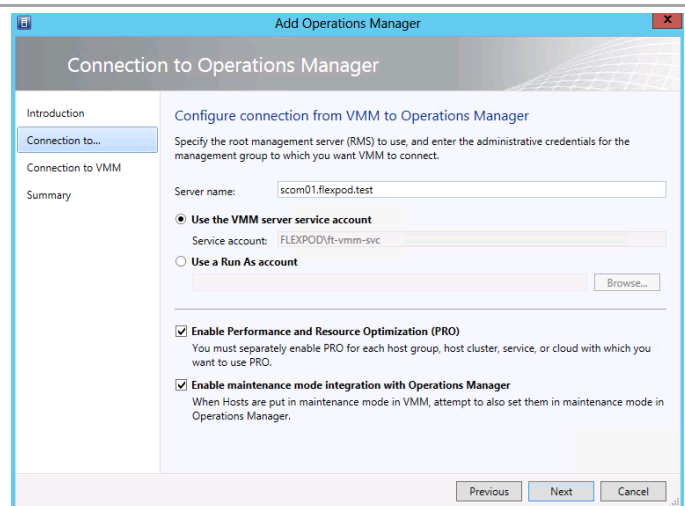 Add Operations Manager
x
Connection to Operations Manager
Introduction
Connection to...
Connection to VMM
Summary
Configure connection from VMM to Operations Manager
Specify the root management server (RMS) to use, and enter the administrative credentials for the
management group to which you want VMM to connect.
Server name: scom01.flexpod.test
Use the VMM server service account
Service account: FLEXPOD\ft-vmm-svc
Use a Run As account
Browse...
Enable Performance and Resource Optimization (PRO)
You must separately enable PRO for each host group, host cluster, service, or cloud with which you
want to use PRO.
Enable maintenance mode integration with Operations Manager
When Hosts are put in maintenance mode in VMM, attempt to also set them in maintenance mode in
Operations Manager.
Previous Next Cancel